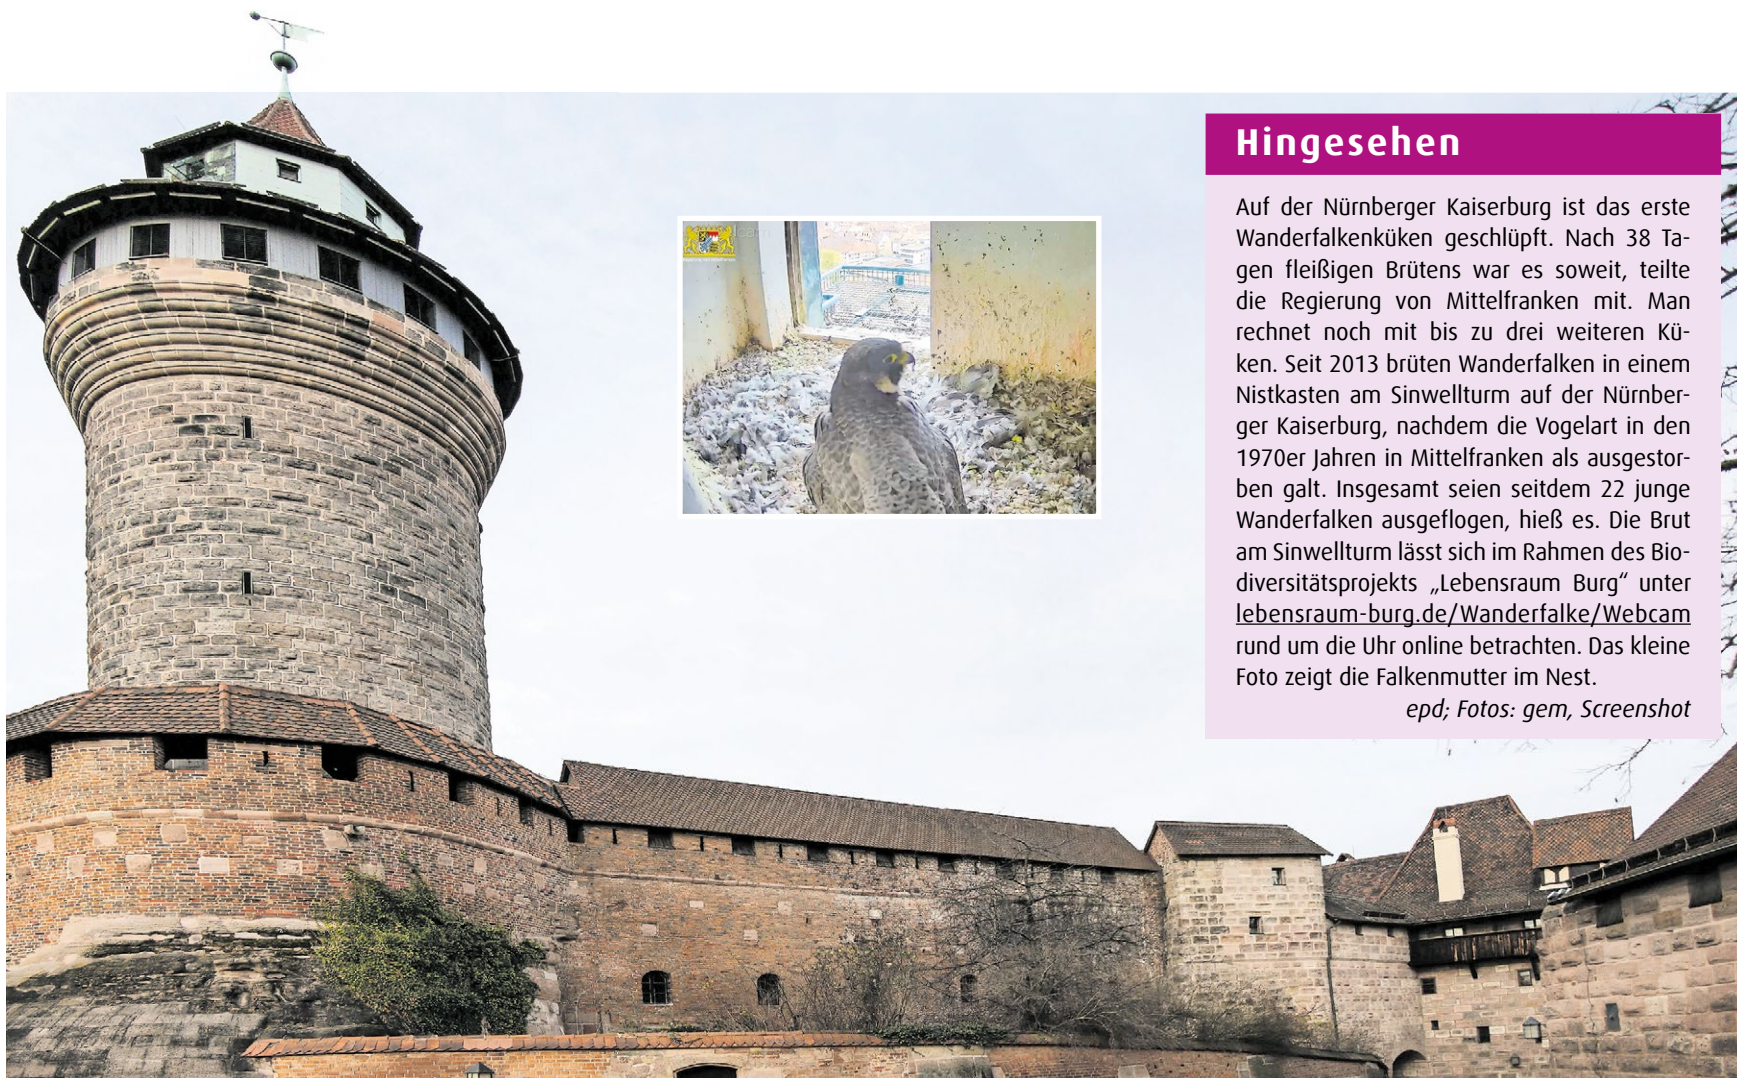 Hingesehen
Auf der Nürnberger Kaiserburg ist das erste
Wanderfalkenküken geschlüpft. Nach 38 Ta-
gen fleißigen Brütens war es soweit, teilte
die Regierung von Mittelfranken mit. Man
rechnet noch mit bis zu drei weiteren Kü-
ken. Seit 2013 brüten Wanderfalken in einem
Nistkasten am Sinwellturm auf der Nürnber-
ger Kaiserburg, nachdem die Vogelart in den
1970er Jahren in Mittelfranken als ausgestor-
ben galt. Insgesamt seien seitdem 22 junge
Wanderfalken ausgeflogen, hieß es. Die Brut
am Sinwellturm lässt sich im Rahmen des Bio-
diversitätsprojekts „Lebensraum Burg“ unter
lebensraum-burg.de/Wanderfalke/Webcam
rund um die Uhr online betrachten. Das kleine
Foto zeigt die Falkenmutter im Nest.
epd; Fotos: gem, Screenshot